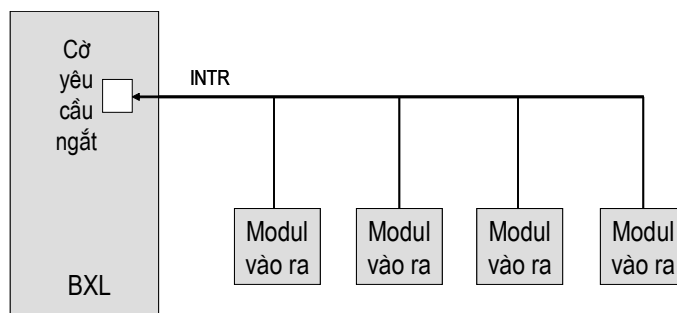 Cờ
yêu
cầu
ngắt
INTR
BXL
Modul
vào ra
Modul
vào ra
Modul
vào ra
Modul
vào ra